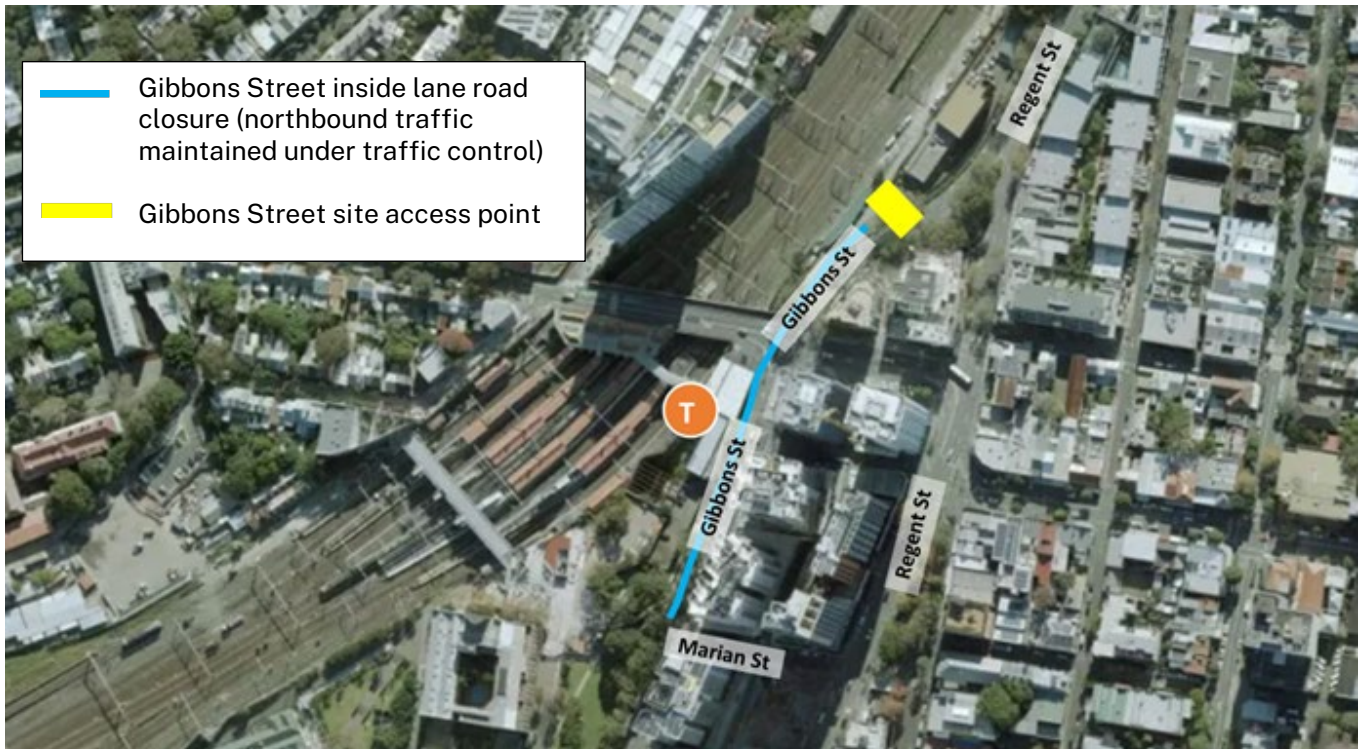 Gibbons Street inside lane road
closure (northbound traffic
maintained under traffic control)
Gibbons Street site access point
Regent St
Gibbons St
T
Gibbons St
Regent St
Marian St